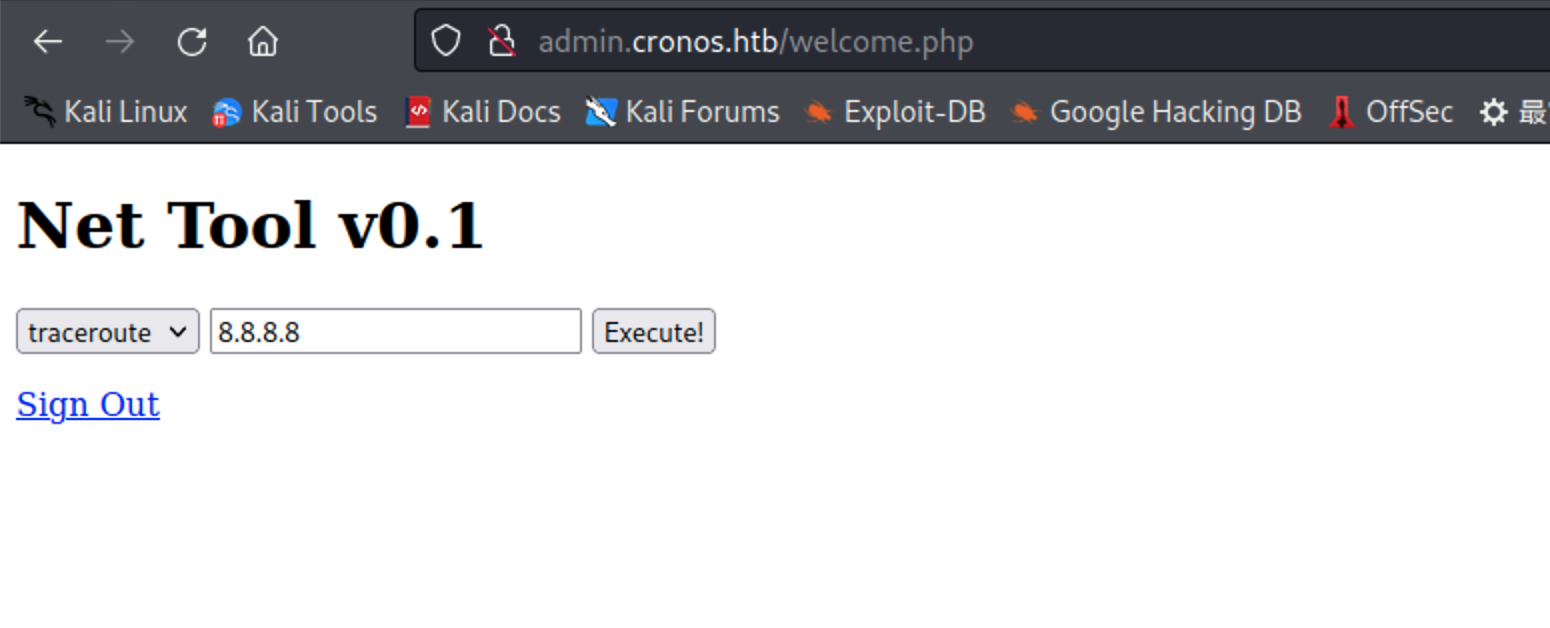 admin.cronos.htb/welcome.php
Kali Linux Kali Tools Kali Docs Kali Forums Exploit-DB Google Hacking DB OffSec 最
Net Tool v0.1
traceroute 8.8.8.8 Execute!
Sign Out